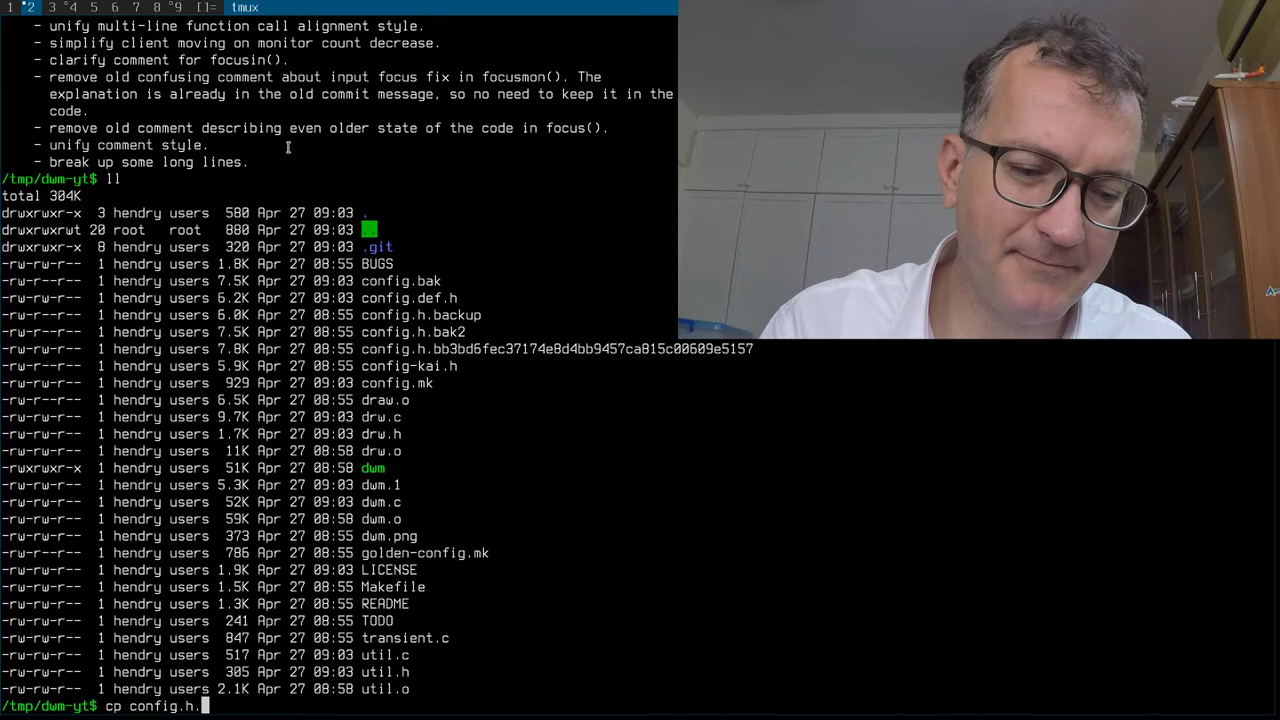 1 2 3 4 5 6 7 8 9 []= tmux
- unify multi-line function call alignment style.
- simplify client moving on monitor count decrease.
- clarify comment for focusin().
- remove old confusing comment about input focus fix in focusmon(). The
explanation is already in the old commit message, so no need to keep it in the
code.
- remove old comment describing even older state of the code in focus().
- unify comment style.
- break up some long lines.
/tmp/dwm-yt$ ll
total 304K
drwxrwxr-x 3 hendry users 580 Apr 27 09:03 .
drwxrwxrwt 20 root root 880 Apr 27 09:03 ..
drwxrwxr-x 8 hendry users 320 Apr 27 09:03 .git
-rw-rw-r-- 1 hendry users 1.8K Apr 27 08:55 BUGS
-rw-r--r-- 1 hendry users 7.5K Apr 27 09:03 config.bak
-rw-rw-r-- 1 hendry users 6.2K Apr 27 09:03 config.def.h
-rw-r--r-- 1 hendry users 6.0K Apr 27 08:55 config.h.backup
-rw-r--r-- 1 hendry users 7.5K Apr 27 08:55 config.h.bak2
-rw-rw-r-- 1 hendry users 7.8K Apr 27 08:55 config.h.bb3bd6fec37174e8d4bb9457ca815c00609e5157
-rw-r--r-- 1 hendry users 5.9K Apr 27 08:55 config-kai.h
-rw-rw-r-- 1 hendry users 929 Apr 27 09:03 config.mk
-rw-r--r-- 1 hendry users 6.5K Apr 27 08:55 draw.o
-rw-rw-r-- 1 hendry users 9.7K Apr 27 09:03 drw.c
-rw-rw-r-- 1 hendry users 1.7K Apr 27 09:03 drw.h
-rw-rw-r-- 1 hendry users 11K Apr 27 08:58 drw.o
-rwxrwxr-x 1 hendry users 51K Apr 27 08:58 dwm
-rw-rw-r-- 1 hendry users 5.3K Apr 27 09:03 dwm.1
-rw-rw-r-- 1 hendry users 52K Apr 27 09:03 dwm.c
-rw-rw-r-- 1 hendry users 59K Apr 27 08:58 dwm.o
-rw-rw-r-- 1 hendry users 373 Apr 27 08:55 dwm.png
-rw-r--r-- 1 hendry users 786 Apr 27 08:55 golden-config.mk
-rw-rw-r-- 1 hendry users 1.9K Apr 27 09:03 LICENSE
-rw-rw-r-- 1 hendry users 1.5K Apr 27 08:55 Makefile
-rw-rw-r-- 1 hendry users 1.3K Apr 27 08:55 README
-rw-rw-r-- 1 hendry users 241 Apr 27 08:55 TODO
-rw-rw-r-- 1 hendry users 847 Apr 27 08:55 transient.c
-rw-rw-r-- 1 hendry users 517 Apr 27 09:03 util.c
-rw-rw-r-- 1 hendry users 305 Apr 27 09:03 util.h
-rw-rw-r-- 1 hendry users 2.1K Apr 27 08:58 util.o
/tmp/dwm-yt$ cp config.h.